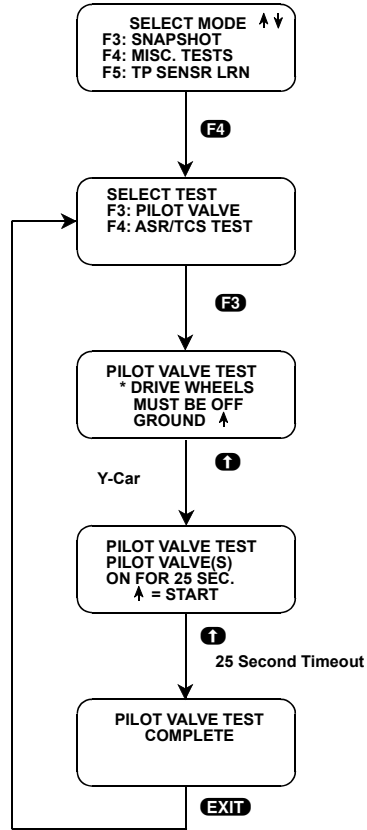 SELECT MODE
F3: SNAPSHOT
F4: MISC. TESTS
F5: TP SENSR LRN
F4
SELECT TEST
F3: PILOT VALVE
F4: ASR/TCS TEST
F3
PILOT VALVE TEST
* DRIVE WHEELS
MUST BE OFF
GROUND
Y-Car
PILOT VALVE TEST
PILOT VALVE(S)
ON FOR 25 SEC.
= START
25 Second Timeout
PILOT VALVE TEST
COMPLETE
EXIT